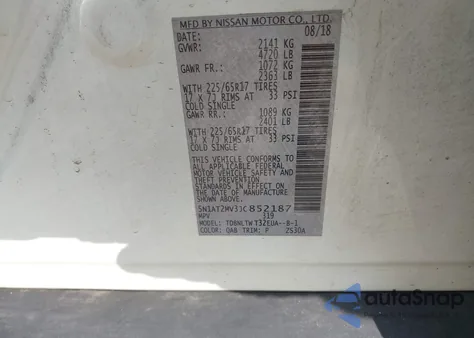 MFD BY NISSAN MOTOR CO., LTD.
DATE: 08/18
GVWR: 2141 KG
4720 LB
GAWR FR.: 1072 KG
2363 LB
WITH 225/65R17 TIRES
17 X 7J RIMS AT 33 PSI
COLD SINGLE
GAWR RR.: 1089 KG
2401 LB
WITH 225/65R17 TIRES
17 X 7J RIMS AT 33 PSI
COLD SINGLE
THIS VEHICLE CONFORMS TO ALL
APPLICABLE U.S. FEDERAL
MOTOR VEHICLE SAFETY
STANDARDS IN EFFECT ON THE
DATE OF MANUFACTURE SHOWN
ABOVE.
5N1AT2MV3JC852187
MPV 319
MODEL: TDRNLTW T32EUA--B-J
COLOR: QAB TRIM: P 2S30A
autoSnap